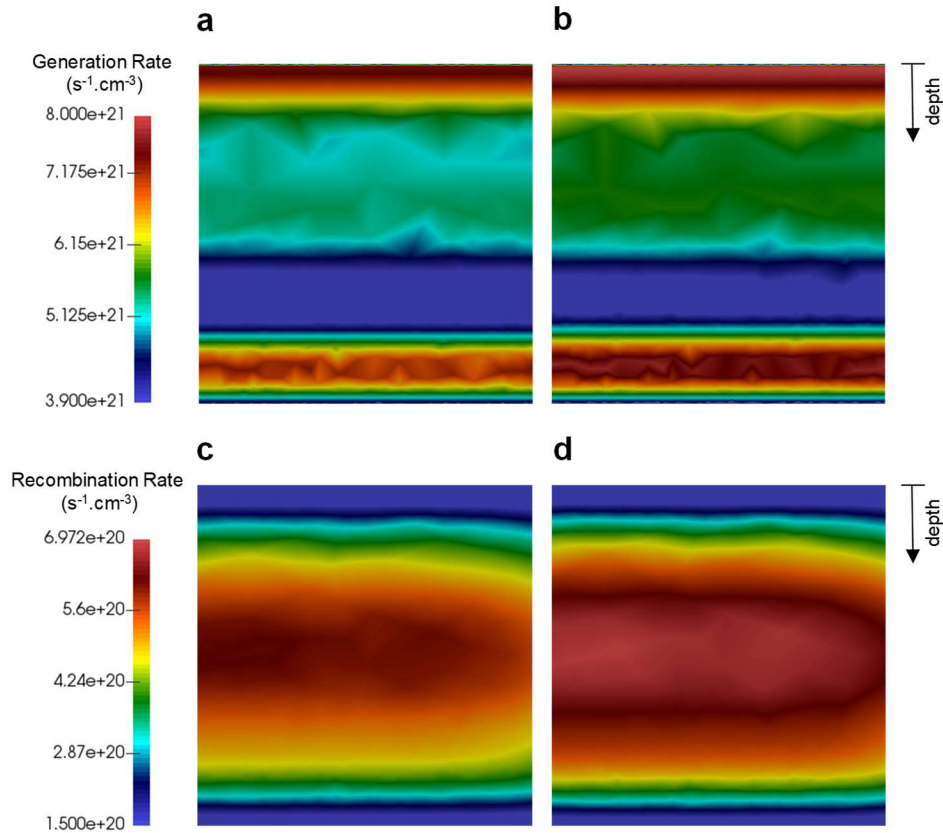 a
b
Generation Rate
(s⁻¹.cm⁻³)
8.000e+21
7.175e+21
6.15e+21
5.125e+21
3.900e+21
depth
c
d
Recombination Rate
(s⁻¹.cm⁻³)
6.972e+20
5.6e+20
4.24e+20
2.87e+20
1.500e+20
depth